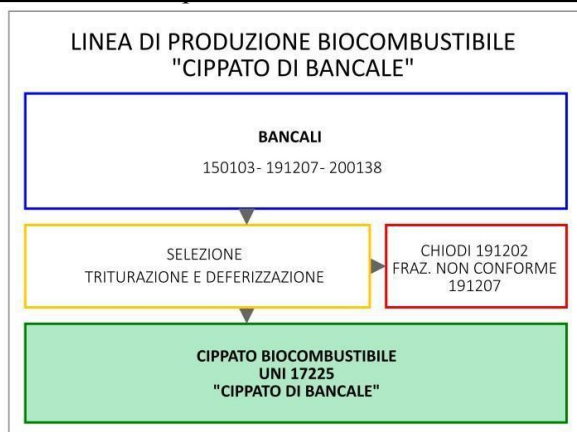 LINEA DI PRODUZIONE BIOCOMBUSTIBILE
"CIPPATO DI BANCALE"
BANCALI
150103- 191207- 200138
SELEZIONE
TRITURAZIONE E DEFERIZZAZIONE
CHIODI 191202
FRAZ. NON CONFORME
191207
CIPPATO BIOCOMBUSTIBILE
UNI 17225
"CIPPATO DI BANCALE"